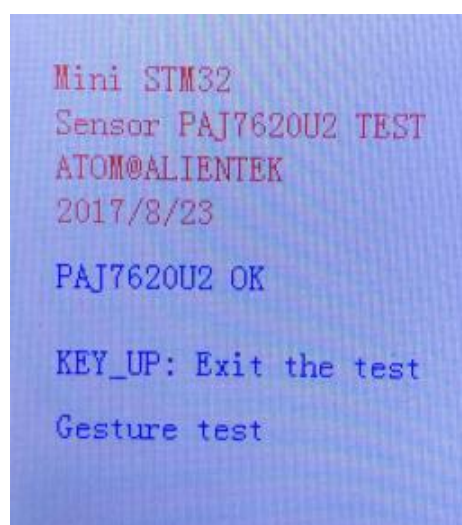 Mini STM32
Sensor PAJ7620U2 TEST
ATOM@ALIENTEK
2017/8/23
PAJ7620U2 OK
KEY_UP: Exit the test
Gesture test